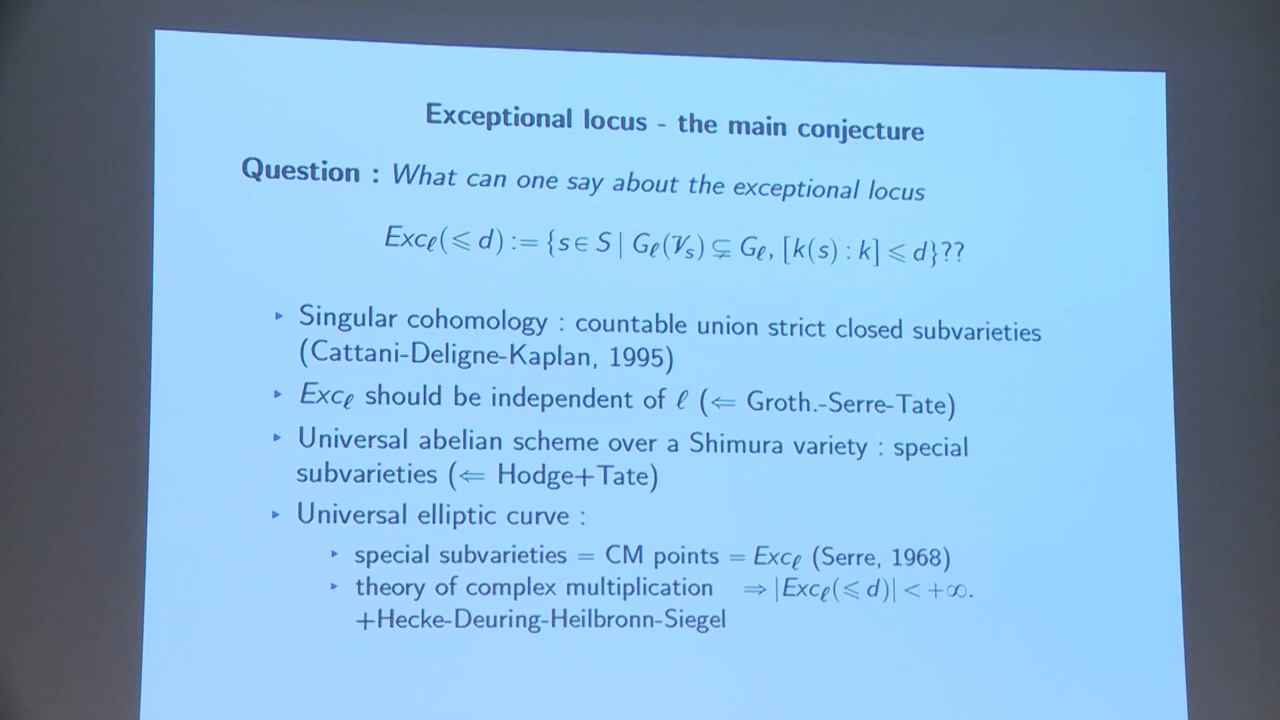 Exceptional locus - the main conjecture
Question : What can one say about the exceptional locus
Excℓ(⩽ d) := {s ∈ S | Gℓ(𝒱s) ⊊ Gℓ, [k(s) : k] ⩽ d}??
‣ Singular cohomology : countable union strict closed subvarieties
(Cattani-Deligne-Kaplan, 1995)
‣ Excℓ should be independent of ℓ (⇐ Groth.-Serre-Tate)
‣ Universal abelian scheme over a Shimura variety : special
subvarieties (⇐ Hodge+Tate)
‣ Universal elliptic curve :
‣ special subvarieties = CM points = Excℓ (Serre, 1968)
‣ theory of complex multiplication ⇒ |Excℓ(⩽ d)| < +∞.
+Hecke-Deuring-Heilbronn-Siegel